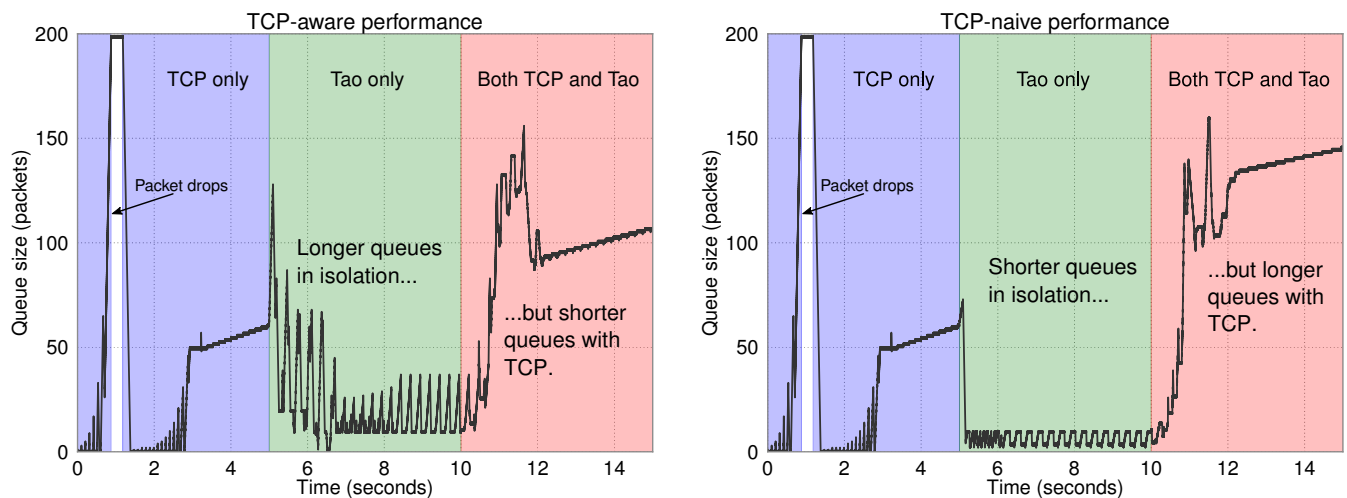 TCP-aware performance
Queue size (packets)
200
150
100
50
0
TCP only
Tao only
Both TCP and Tao
Packet drops
Longer queues
in isolation...
...but shorter
queues with
TCP.
0 2 4 6 8 10 12 14
Time (seconds)
TCP-naive performance
Queue size (packets)
200
150
100
50
0
TCP only
Tao only
Both TCP and Tao
Packet drops
Shorter queues
in isolation...
...but longer
queues with
TCP.
0 2 4 6 8 10 12 14
Time (seconds)